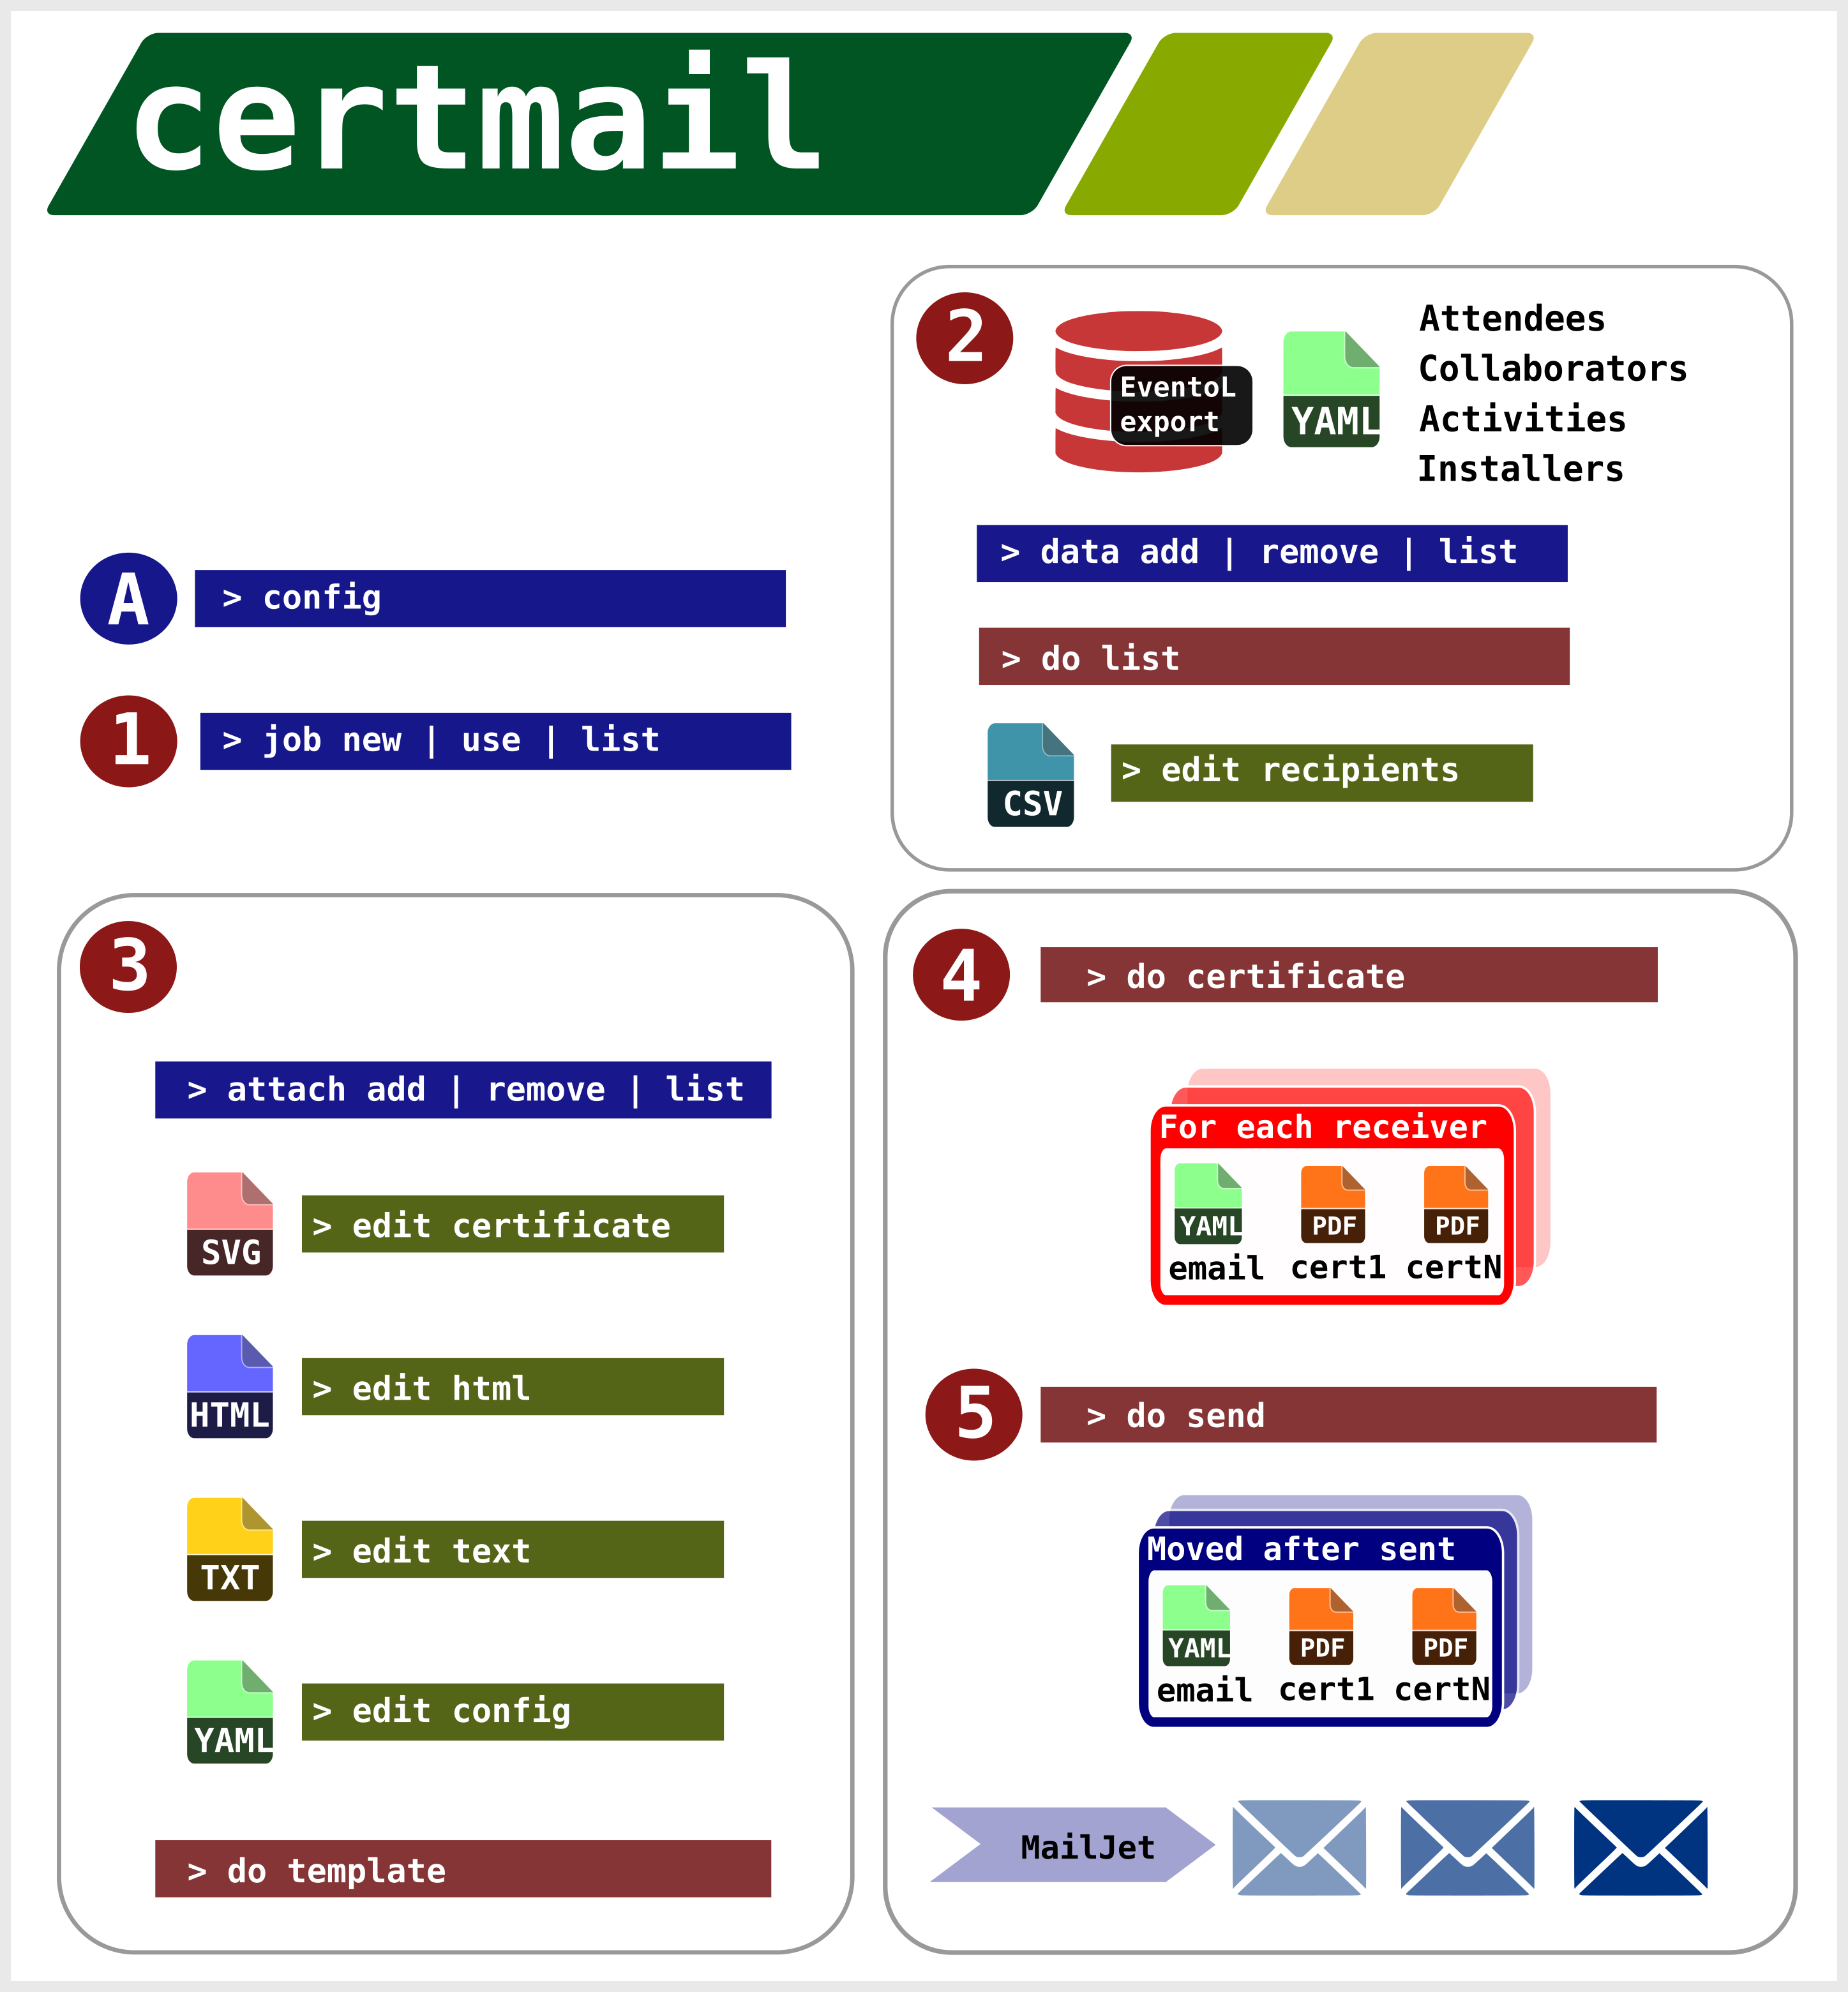 certmail
A
> config
1
> job new | use | list
2
EventoL
export
YAML
Attendees
Collaborators
Activities
Installers
> data add | remove | list
> do list
CSV
> edit recipients
3
> attach add | remove | list
SVG
> edit certificate
HTML
> edit html
TXT
> edit text
YAML
> edit config
> do template
4
> do certificate
For each receiver
YAML PDF PDF
email cert1 certN
5
> do send
Moved after sent
YAML PDF PDF
email cert1 certN
MailJet